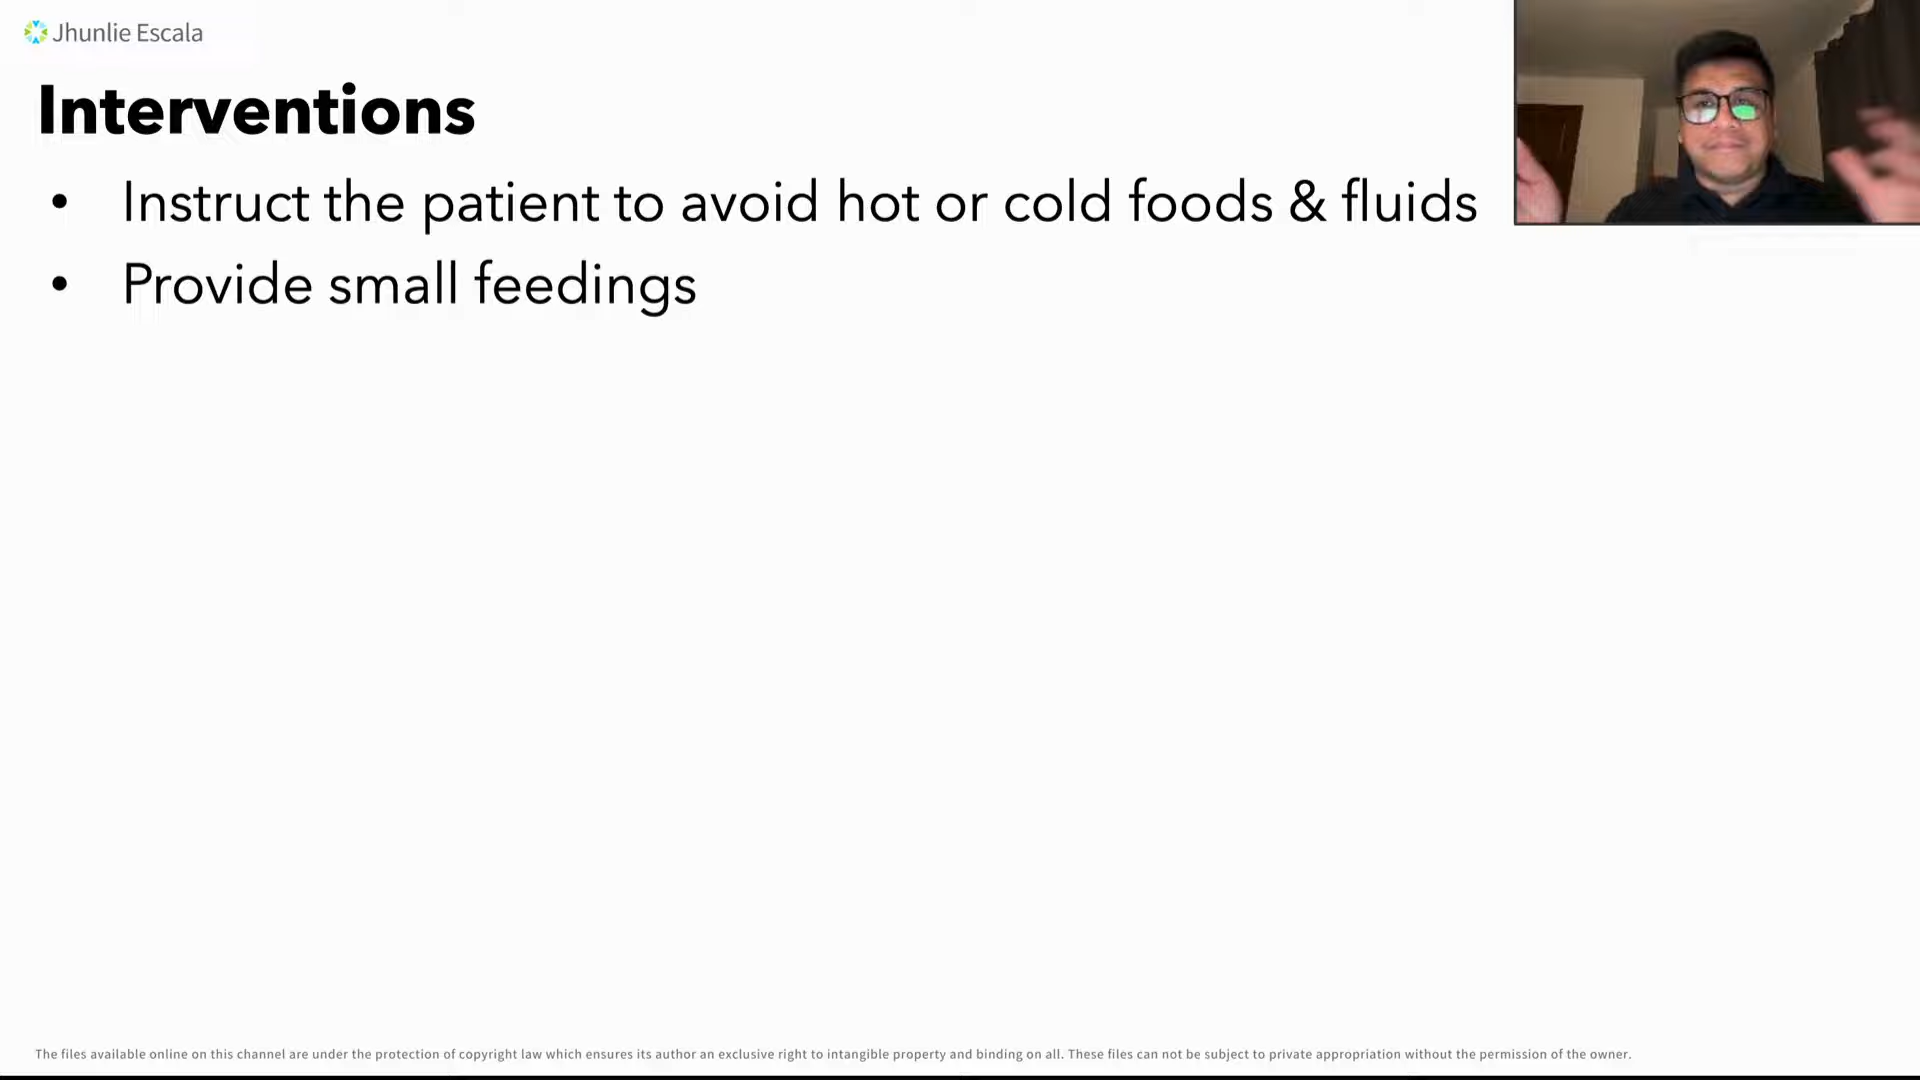 Jhunlie Escala
Interventions
• Instruct the patient to avoid hot or cold foods & fluids
• Provide small feedings
The files available online on this channel are under the protection of copyright law which ensures its author an exclusive right to intangible property and binding on all. These files can not be subject to private appropriation without the permission of the owner.